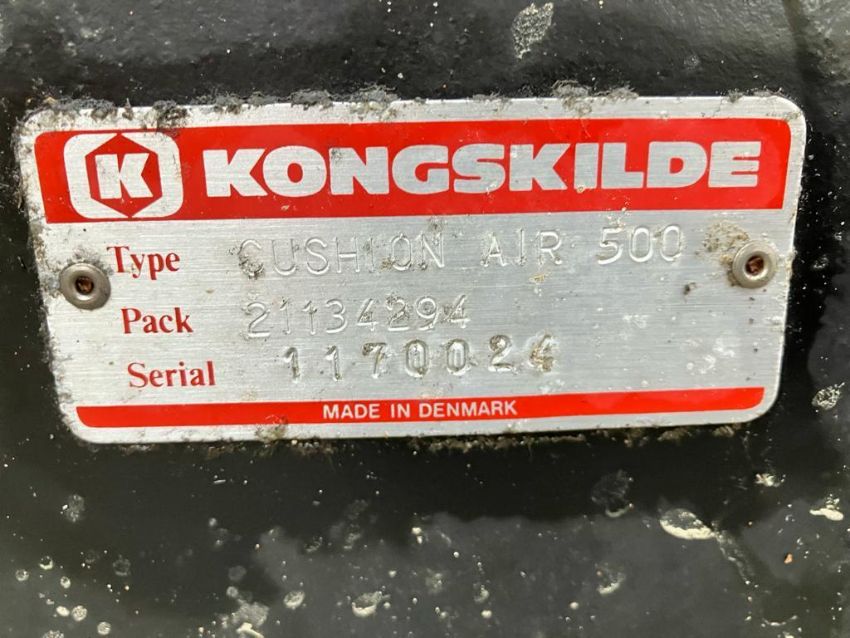 K KONGSKILDE
Type CUSHION AIR 500
Pack 21134294
Serial 1170024
MADE IN DENMARK